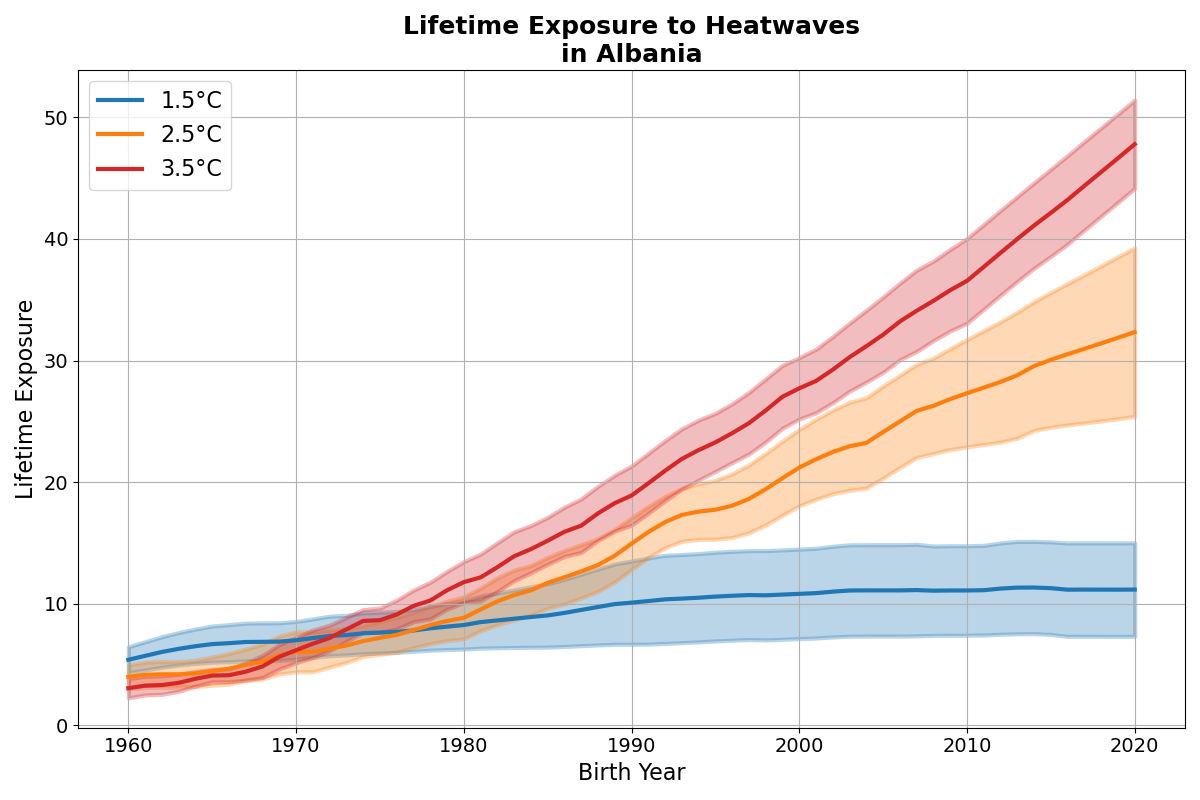 Lifetime Exposure to Heatwaves
in Albania
1.5°C
2.5°C
3.5°C
Lifetime Exposure
50
40
30
20
10
0
1960 1970 1980 1990 2000 2010 2020
Birth Year